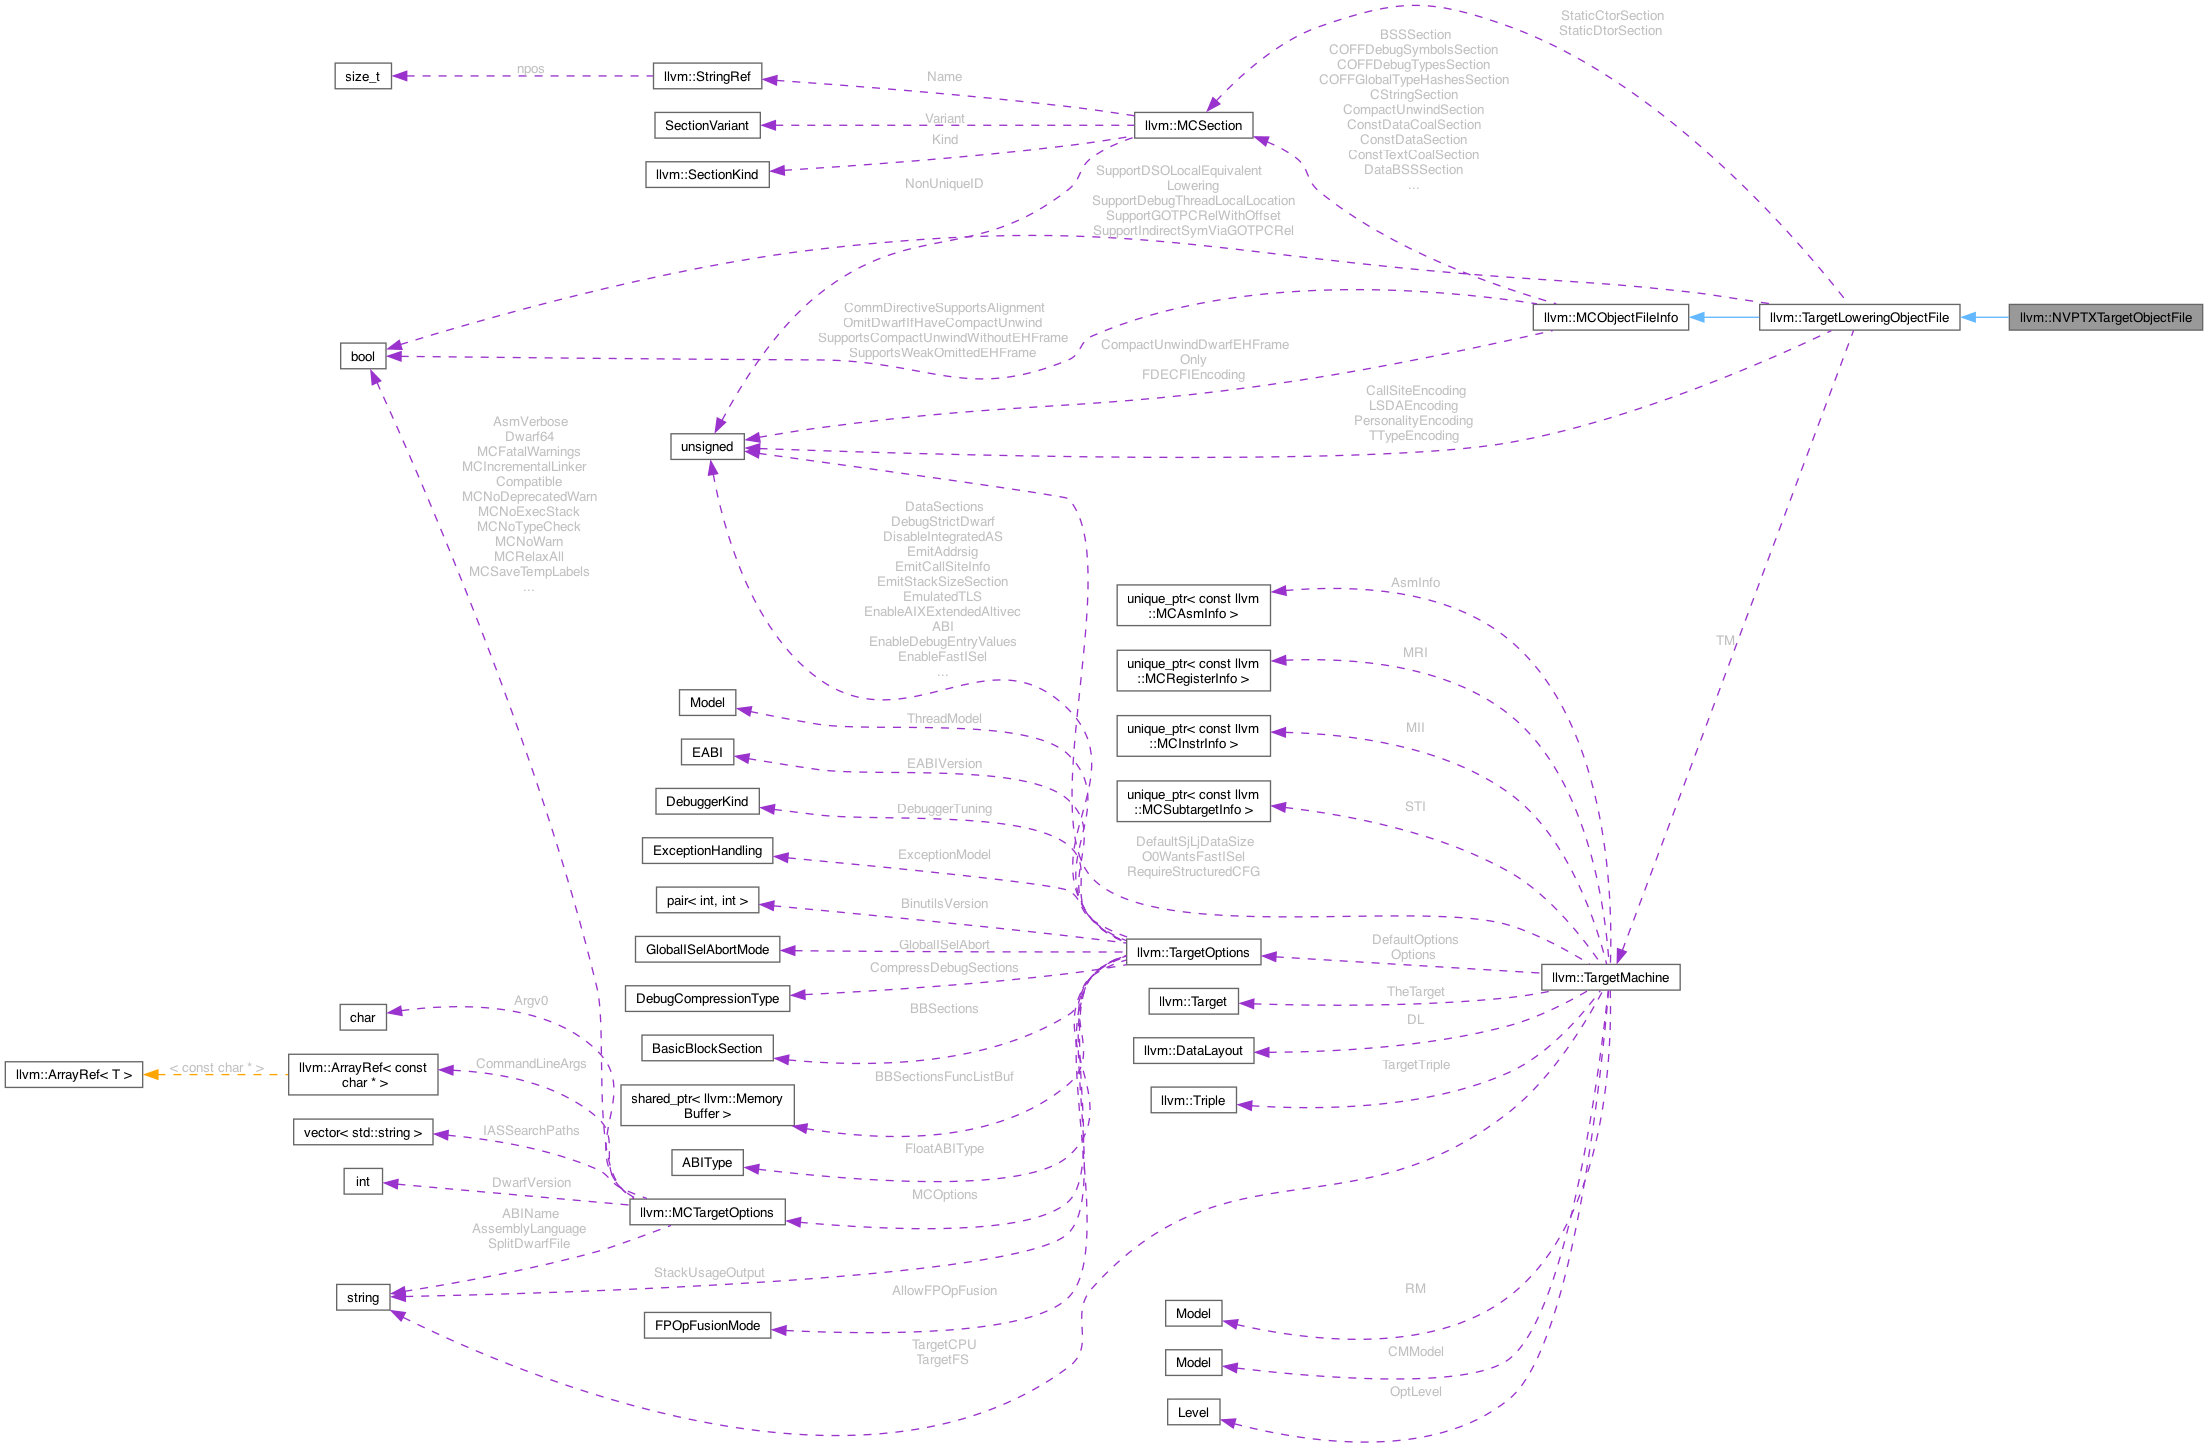 StaticCtorSection
StaticDtorSection
BSSSection
COFFDebugSymbolsSection
COFFDebugTypesSection
COFFGlobalTypeHashesSection
CStringSection
CompactUnwindSection
ConstDataCoalSection
ConstDataSection
ConstTextCoalSection
DataBSSSection
...
size_t
npos
llvm::StringRef
Name
SectionVariant
Variant
llvm::MCSection
Kind
llvm::SectionKind
NonUniqueID
SupportDSOLocalEquivalent
Lowering
SupportDebugThreadLocalLocation
SupportGOTPCRelWithOffset
SupportIndirectSymViaGOTPCRel
CommDirectiveSupportsAlignment
OmitDwarfIfHaveCompactUnwind
SupportsCompactUnwindWithoutEHFrame
SupportsWeakOmittedEHFrame
llvm::MCObjectFileInfo
llvm::TargetLoweringObjectFile
llvm::NVPTXTargetObjectFile
bool
CompactUnwindDwarfEHFrame
Only
FDECFIEncoding
CallSiteEncoding
LSDAEncoding
PersonalityEncoding
TTypeEncoding
unsigned
AsmVerbose
Dwarf64
MCFatalWarnings
MCIncrementalLinker
Compatible
MCNoDeprecatedWarn
MCNoExecStack
MCNoTypeCheck
MCNoWarn
MCRelaxAll
MCSaveTempLabels
...
DataSections
DebugStrictDwarf
DisableIntegratedAS
EmitAddrsig
EmitCallSiteInfo
EmitStackSizeSection
EmulatedTLS
EnableAIXExtendedAltivec
ABI
EnableDebugEntryValues
EnableFastISel
...
unique_ptr< const llvm
::MCAsmInfo >
AsmInfo
TM
unique_ptr< const llvm
::MCRegisterInfo >
MRI
Model
ThreadModel
unique_ptr< const llvm
::MCInstrInfo >
MII
EABI
EABIVersion
unique_ptr< const llvm
::MCSubtargetInfo >
STI
DebuggerKind
DebuggerTuning
ExceptionHandling
ExceptionModel
DefaultSjLjDataSize
O0WantsFastISel
RequireStructuredCFG
pair< int, int >
BinutilsVersion
GlobalISelAbortMode
GlobalISelAbort
llvm::TargetOptions
DefaultOptions
Options
llvm::TargetMachine
DebugCompressionType
CompressDebugSections
llvm::Target
TheTarget
char
Argv0
BBSections
BasicBlockSection
llvm::DataLayout
DL
llvm::ArrayRef< T >
< const char * >
llvm::ArrayRef< const
char * >
CommandLineArgs
BBSectionsFuncListBuf
shared_ptr< llvm::Memory
Buffer >
TargetTriple
llvm::Triple
vector< std::string >
IASSearchPaths
ABIType
FloatABIType
int
DwarfVersion
MCOptions
llvm::MCTargetOptions
ABIName
AssemblyLanguage
SplitDwarfFile
string
StackUsageOutput
AllowFPOpFusion
FPOpFusionMode
TargetCPU
TargetFS
RM
Model
CMModel
Model
OptLevel
Level